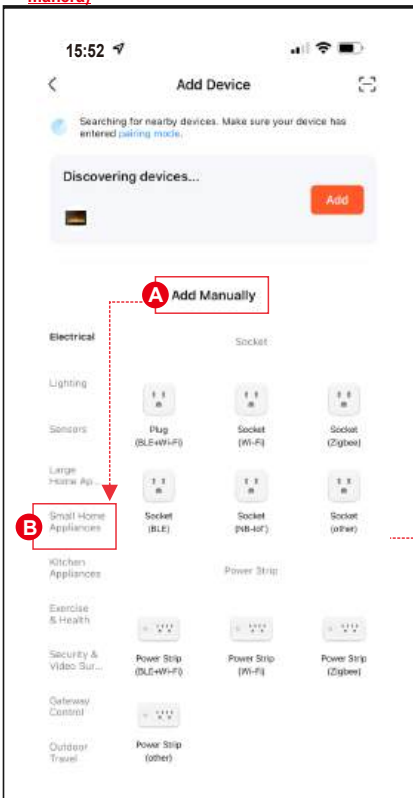 15:52
Add Device
Searching for nearby devices. Make sure your device has
entered pairing mode.
Discovering devices...
Add
A Add Manually
Electrical
Socket
Lighting
Sensors
Plug
(BLE+Wi-Fi)
Socket
(Wi-Fi)
Socket
(Zigbee)
Large
Home Ap...
B Small Home
Appliances
Socket
(BLE)
Socket
(NB-IoT)
Socket
(other)
Kitchen
Appliances
Power Strip
Exercise
& Health
Security &
Video Sur...
Power Strip
(BLE+Wi-Fi)
Power Strip
(Wi-Fi)
Power Strip
(Zigbee)
Gateway
Control
Outdoor
Travel
Power Strip
(other)